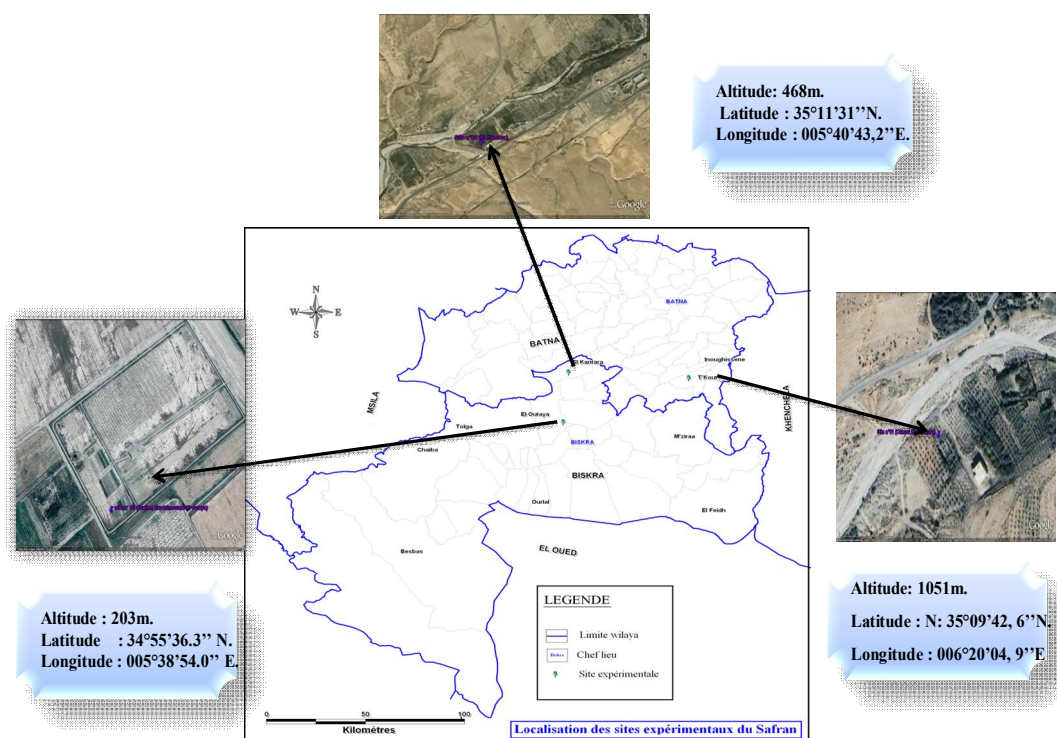 Altitude: 468m.
Latitude : 35°11'31’’N.
Longitude : 005°40'43,2’’E.
Google
N
W E
S
BATNA
BATNA
El Kantara
Inoughissene
MSILA
KHENCHELA
El Outaya
Tolga
BISKRA
M'ziraa
Chaiba
BISKRA
Google
Google
Ourlal
El Feidh
Besbas
EL OUED
Altitude : 203m.
Latitude : 34°55’36.3’’ N.
Longitude : 005°38’54.0’’ E.
Altitude: 1051m.
Latitude : N: 35°09’42, 6’’N.
Longitude : 006°20’04, 9’’E
LEGENDE
Limite wilaya
Chef lieu
Site expérimentale
0 50 100
Kilomètres
Localisation des sites expérimentaux du Safran